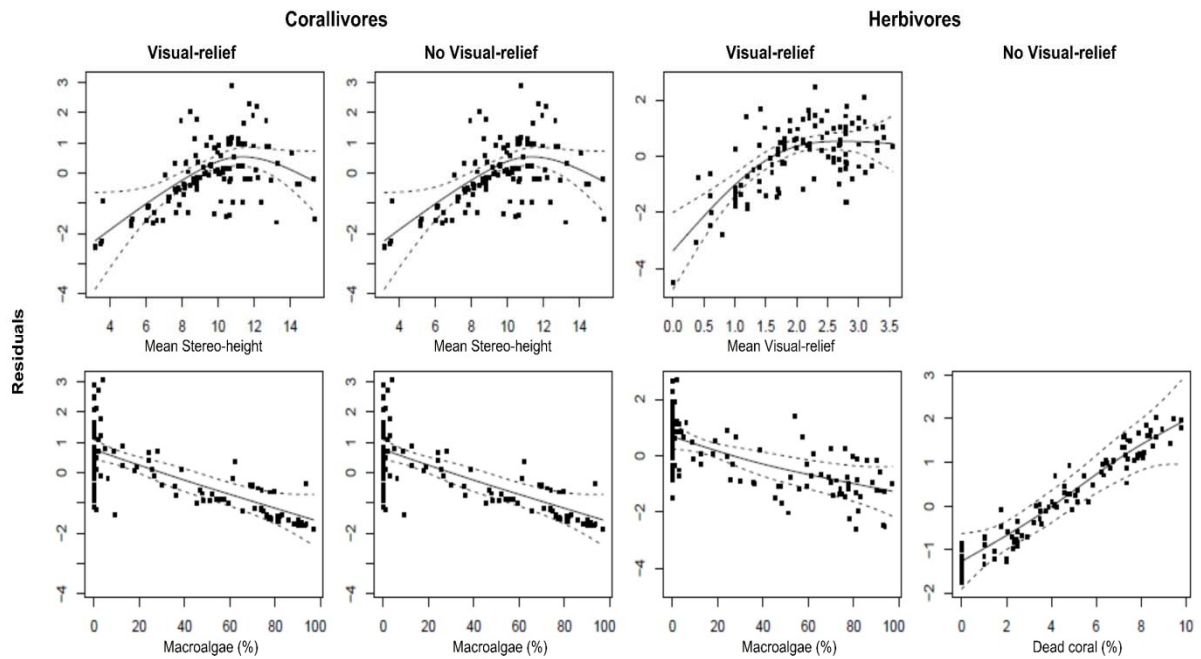 Corallivores Herbivores
Visual-relief No Visual-relief Visual-relief No Visual-relief
3
2
1
0
−2
−4
4 6 8 10 12 14
Mean Stereo-height
3
2
1
0
−2
−4
4 6 8 10 12 14
Mean Stereo-height
2
0
−2
−4
0.0 0.5 1.0 1.5 2.0 2.5 3.0 3.5
Mean Visual-relief
Residuals
3
2
1
0
−2
−4
0 20 40 60 80 100
Macroalgae (%)
3
2
1
0
−2
−4
0 20 40 60 80 100
Macroalgae (%)
2
0
−2
−4
0 20 40 60 80 100
Macroalgae (%)
3
2
1
0
−1
−2
0 2 4 6 8 10
Dead coral (%)